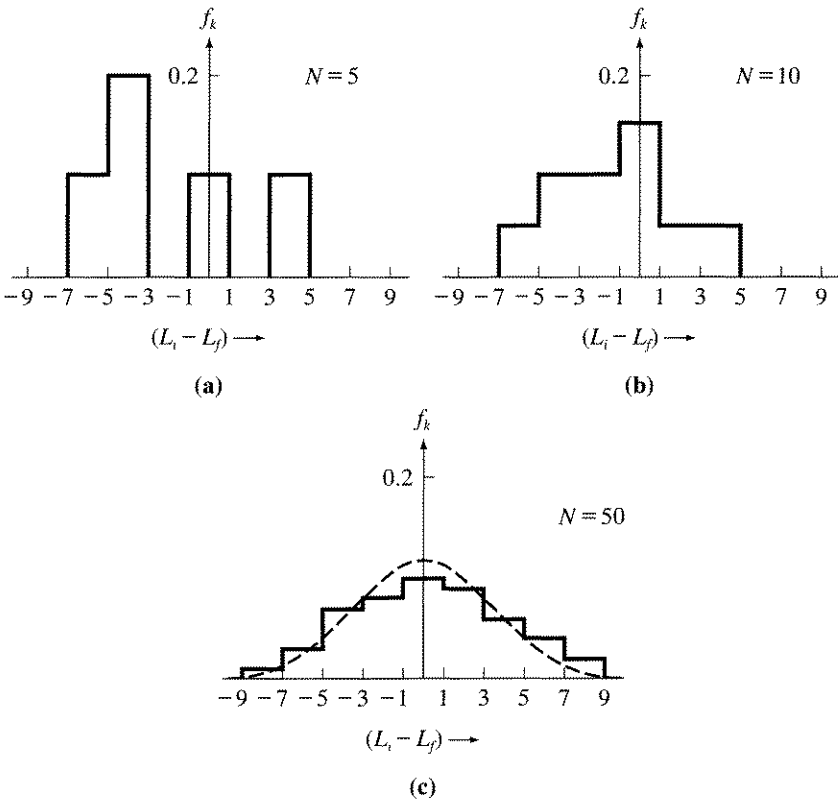 f_k
0.2
N = 5
−9 −7 −5 −3 −1 1 3 5 7 9
(L_i − L_f) →
(a)
f_k
0.2
N = 10
−9 −7 −5 −3 −1 1 3 5 7 9
(L_i − L_f) →
(b)
f_k
0.2
N = 50
−9 −7 −5 −3 −1 1 3 5 7 9
(L_i − L_f) →
(c)